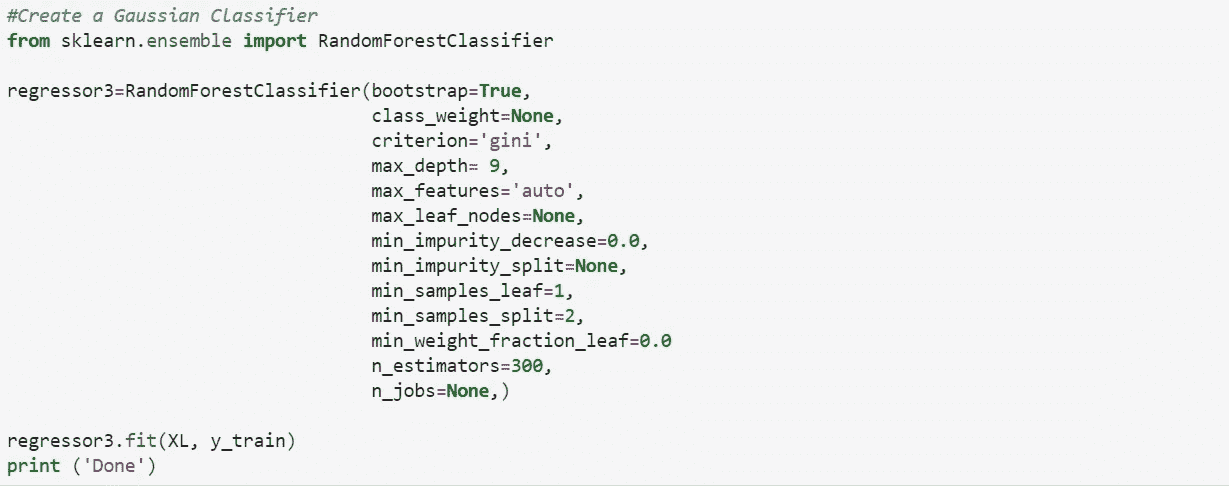 #Create a Gaussian Classifier
from sklearn.ensemble import RandomForestClassifier
regressor3=RandomForestClassifier(bootstrap=True,
class_weight=None,
criterion='gini',
max_depth= 9,
max_features='auto',
max_leaf_nodes=None,
min_impurity_decrease=0.0,
min_impurity_split=None,
min_samples_leaf=1,
min_samples_split=2,
min_weight_fraction_leaf=0.0
n_estimators=300,
n_jobs=None,)
regressor3.fit(XL, y_train)
print ('Done')